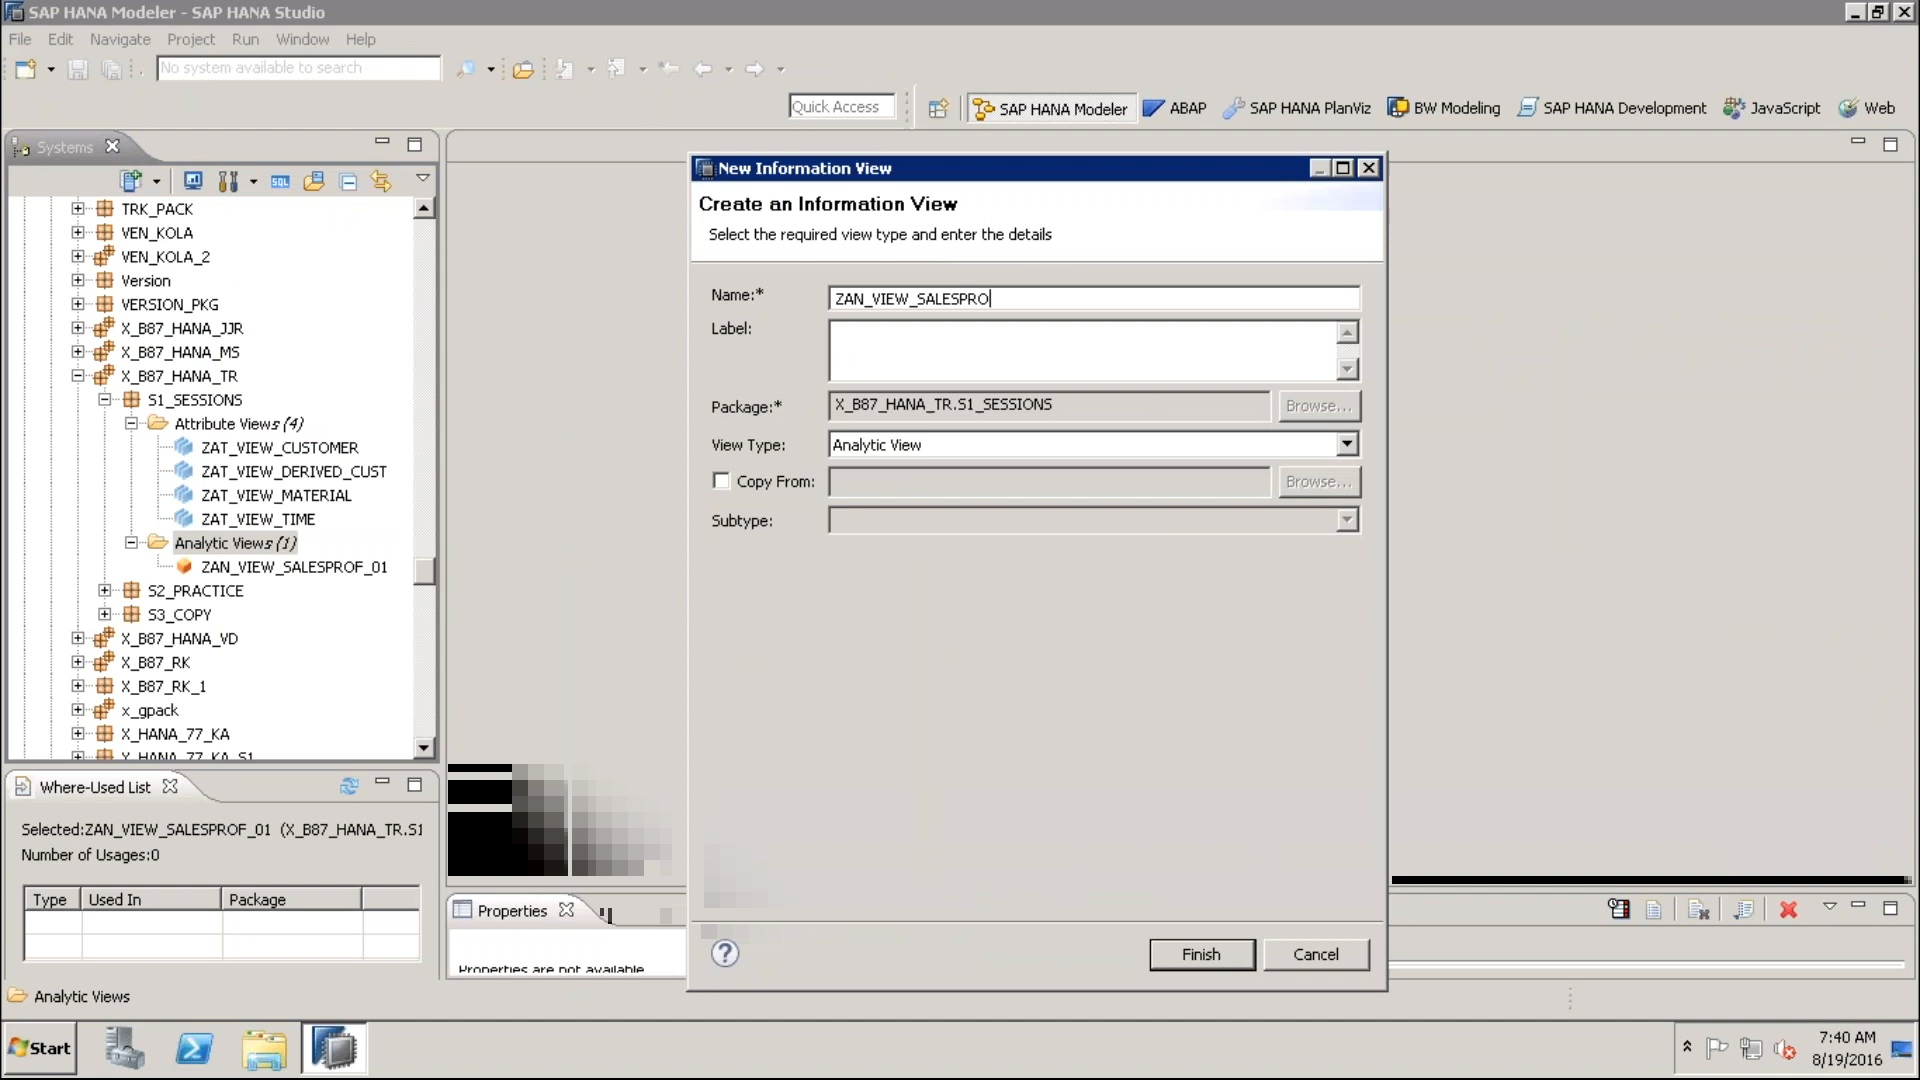 SAP HANA Modeler - SAP HANA Studio
File Edit Navigate Project Run Window Help
No system available to search
Quick Access
SAP HANA Modeler
ABAP
SAP HANA PlanViz
BW Modeling
SAP HANA Development
JavaScript
Web
Systems
SQL
TRK_PACK
VEN_KOLA
VEN_KOLA_2
Version
VERSION_PKG
X_B87_HANA_JJR
X_B87_HANA_MS
X_B87_HANA_TR
S1_SESSIONS
Attribute Views (4)
ZAT_VIEW_CUSTOMER
ZAT_VIEW_DERIVED_CUST
ZAT_VIEW_MATERIAL
ZAT_VIEW_TIME
Analytic Views (1)
ZAN_VIEW_SALESPROF_01
S2_PRACTICE
S3_COPY
X_B87_HANA_VD
X_B87_RK
X_B87_RK_1
x_gpack
X_HANA_77_KA
X_HANA_77_KA_S1
Where-Used List
Selected:ZAN_VIEW_SALESPROF_01 (X_B87_HANA_TR.S1
Number of Usages:0
Type Used In Package
Analytic Views
New Information View
Create an Information View
Select the required view type and enter the details
Name:* ZAN_VIEW_SALESPRO
Label:
Package:* X_B87_HANA_TR.S1_SESSIONS Browse...
View Type: Analytic View
Copy From: Browse...
Subtype:
? Finish Cancel
Properties
Properties are not available
Start
7:40 AM
8/19/2016